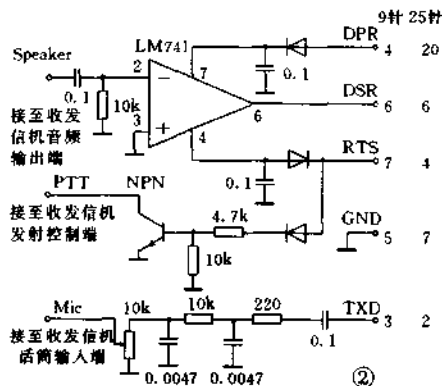 9针 25针
DPR
4 20
Speaker
LM741
7
0.1
2
DSR
6
6 6
0.1
10k
3
4
RTS
7 4
0.1
接至收发
信机音频
输出端
PTT
NPN
接至收发信机
发射控制端
4.7k
GND
5 7
10k
Mic
10k
10k
220
TXD
3 2
0.1
接至收发信机
话筒输入端
0.0047
0.0047
②